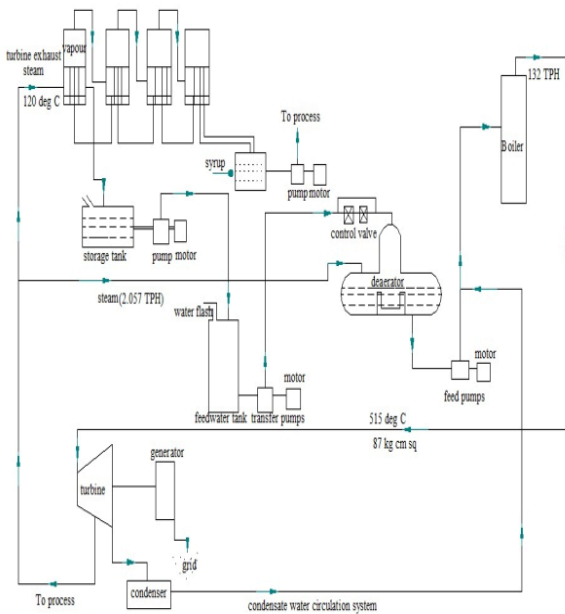 turbine exhaust
steam
vapour
120 deg C
132 TPH
Boiler
To process
syrup
pump motor
control valve
storage tank
pump
motor
deaerator
steam(2.057 TPH)
water flash
motor
motor
feedwater tank
transfer pumps
feed pumps
515 deg C
87 kg cm sq
generator
turbine
grid
To process
condenser
condensate water circulation system